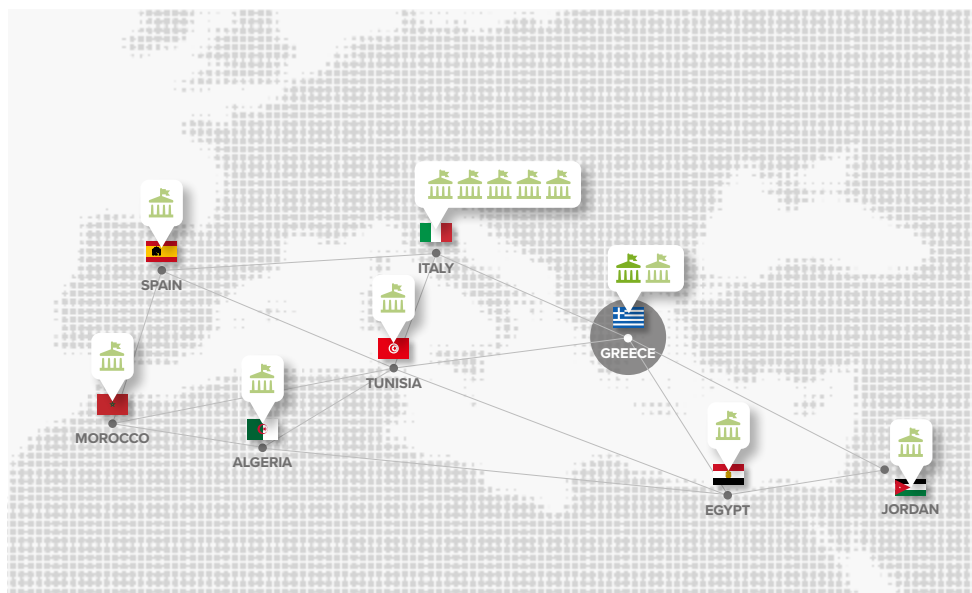 ITALY
SPAIN
GREECE
TUNISIA
MOROCCO
ALGERIA
EGYPT
JORDAN